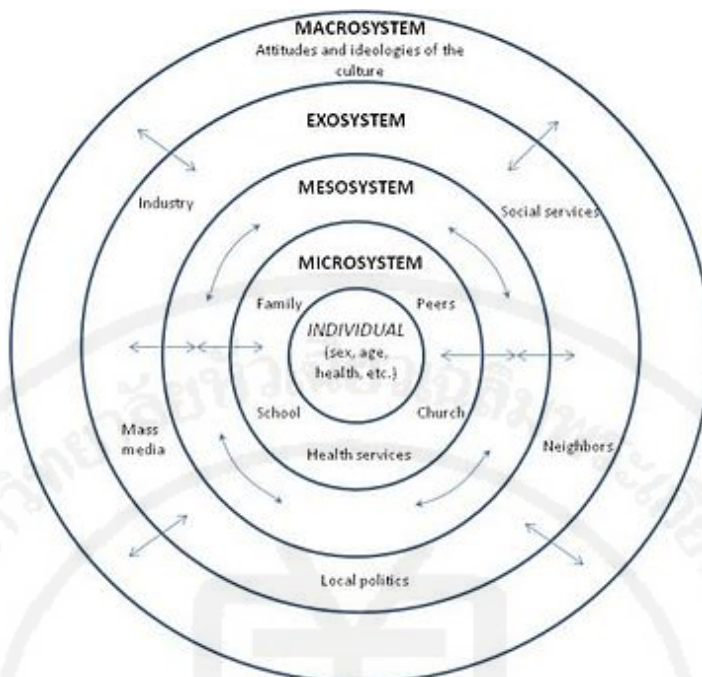 MACROSYSTEM
Attitudes and ideologies of the
culture
EXOSYSTEM
MESOSYSTEM
Industry
Social services
MICROSYSTEM
Family
Peers
INDIVIDUAL
(sex, age,
health, etc.)
School
Church
Mass
media
Health services
Neighbors
Local politics